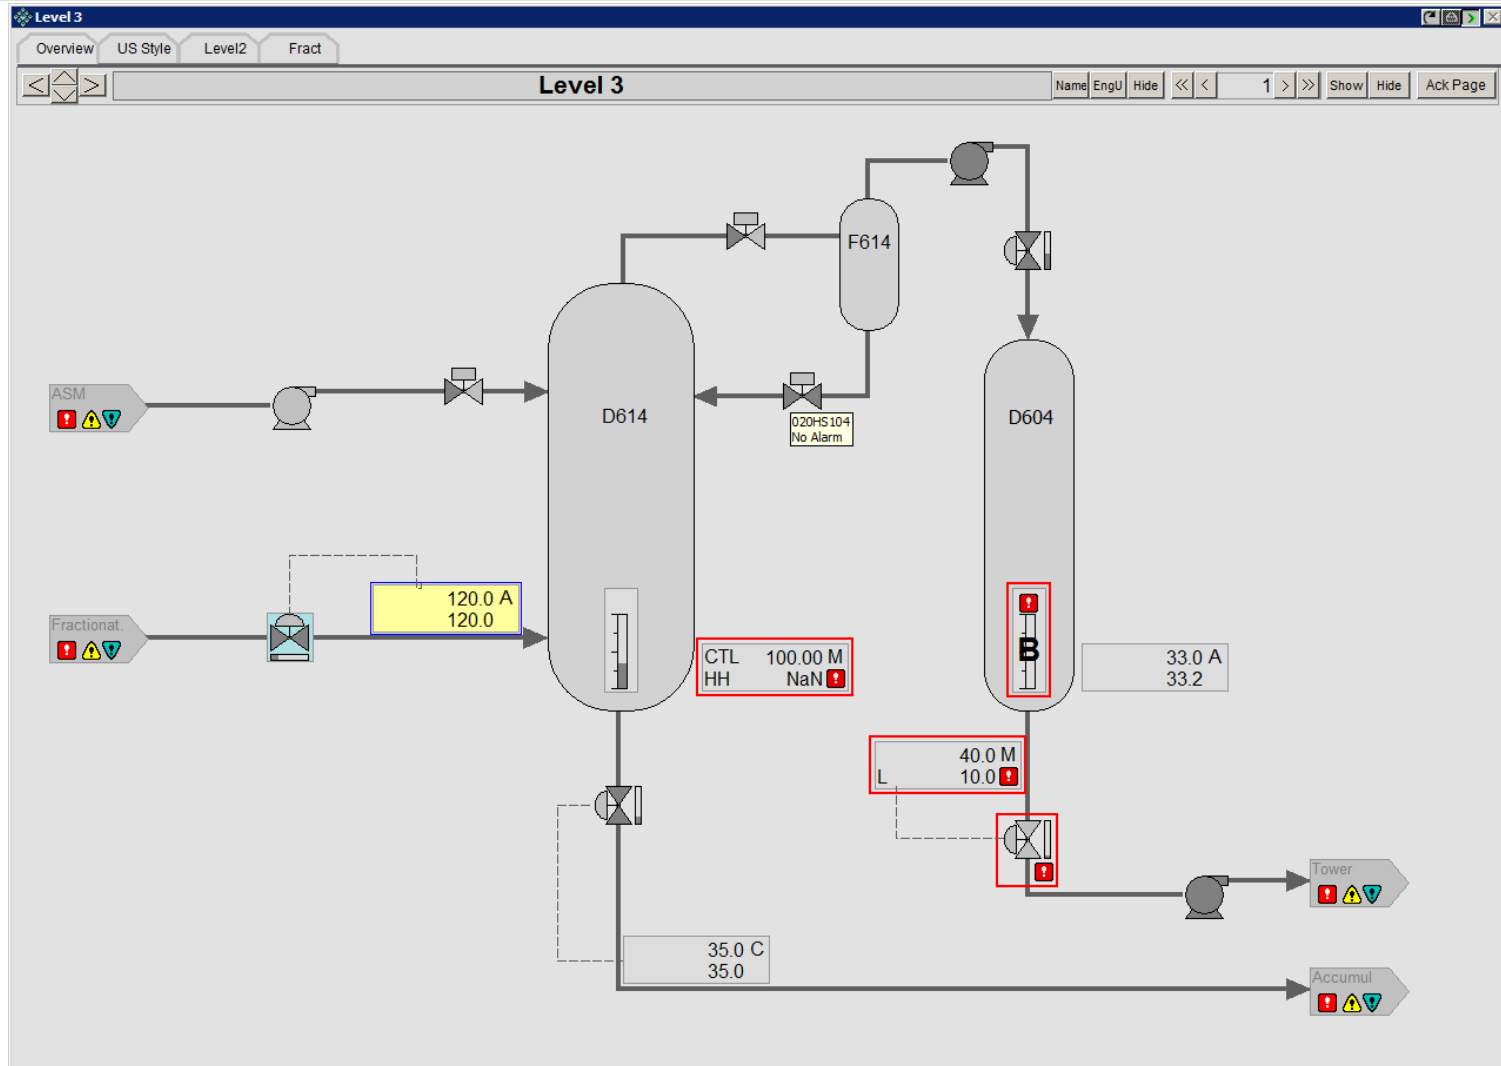 Level 3
Overview US Style Level2 Fract
< > Level 3 Name EngU Hide << < 1 > >> Show Hide Ack Page
F614
ASM
D614
D604
020HS104
No Alarm
120.0 A
120.0
Fractionat.
CTL 100.00 M
HH NaN
B
33.0 A
33.2
40.0 M
L 10.0
Tower
35.0 C
35.0
Accumul